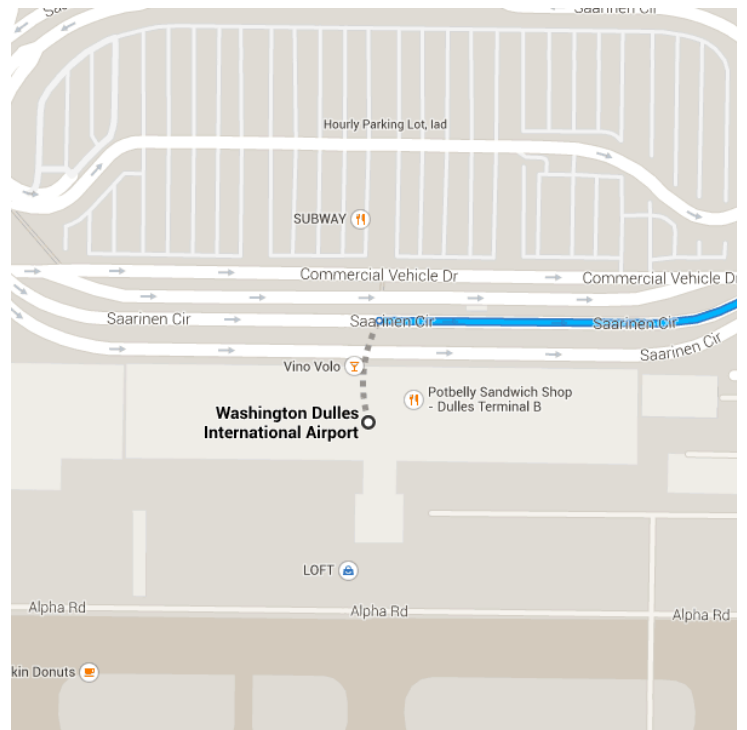 Saarinen Cir
Hourly Parking Lot, Iad
SUBWAY
Commercial Vehicle Dr
Commercial Vehicle Dr
Saarinen Cir
Saarinen Cir
Saarinen Cir
Saarinen Cir
Vino Volo
Potbelly Sandwich Shop
- Dulles Terminal B
Washington Dulles
International Airport
LOFT
Alpha Rd
Alpha Rd
Alpha Rd
kin Donuts